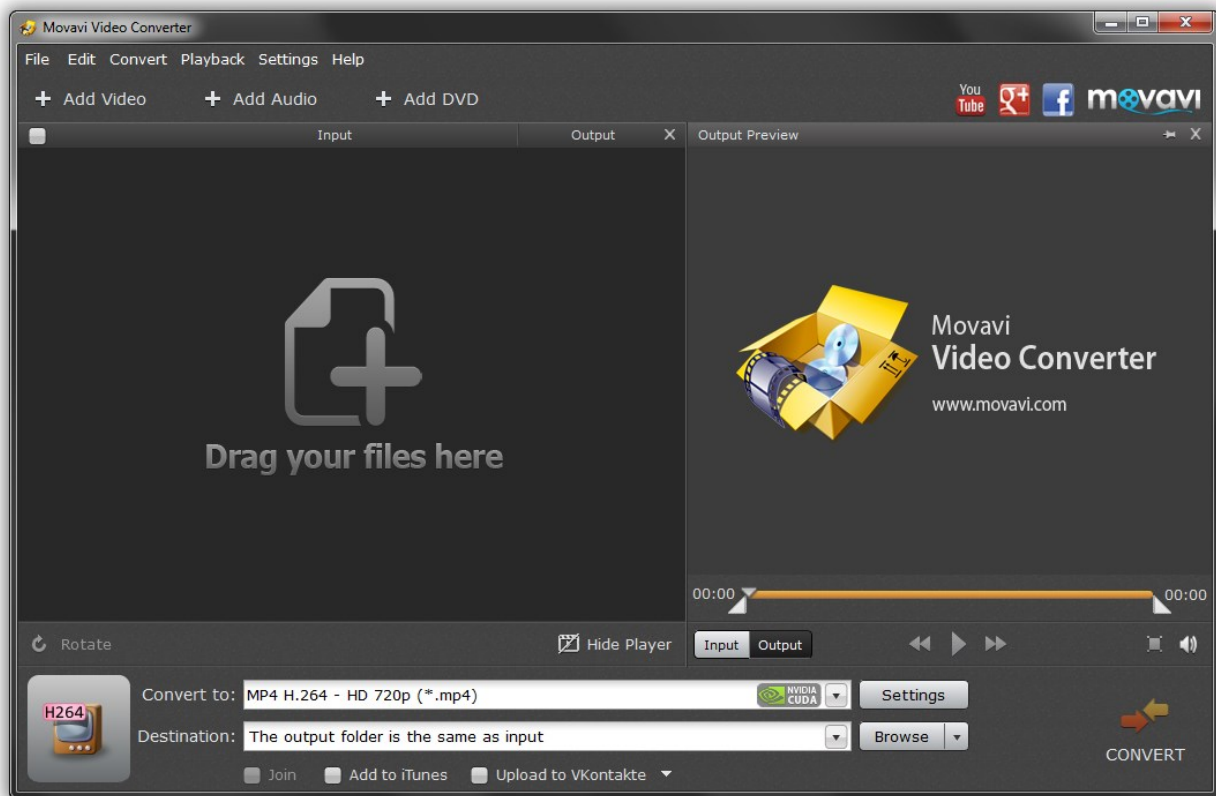 Movavi Video Converter
File Edit Convert Playback Settings Help
+ Add Video + Add Audio + Add DVD
You Tube g+ f movavi
Input Output X Output Preview X
Drag your files here
Movavi
Video Converter
www.movavi.com
00:00 00:00
Rotate Hide Player Input Output
Convert to: MP4 H.264 - HD 720p (*.mp4) NVIDIA CUDA Settings
H264
Destination: The output folder is the same as input Browse
CONVERT
Join Add to iTunes Upload to VKontakte